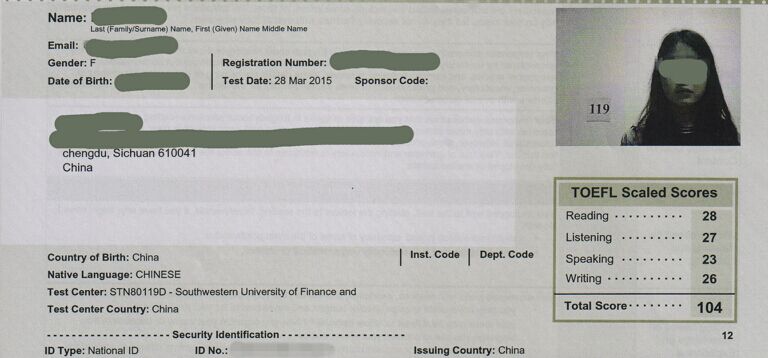 Name:
Last (Family/Surname) Name, First (Given) Name Middle Name
Email:
Gender: F
Registration Number:
Date of Birth:
Test Date: 28 Mar 2015 Sponsor Code:
119
chengdu, Sichuan 610041
China
TOEFL Scaled Scores
Reading .......... 28
Listening .......... 27
Speaking .......... 23
Writing .......... 26
Total Score ........ 104
Country of Birth: China
Inst. Code Dept. Code
Native Language: CHINESE
Test Center: STN80119D - Southwestern University of Finance and
Test Center Country: China
12
Security Identification
ID Type: National ID ID No.: Issuing Country: China